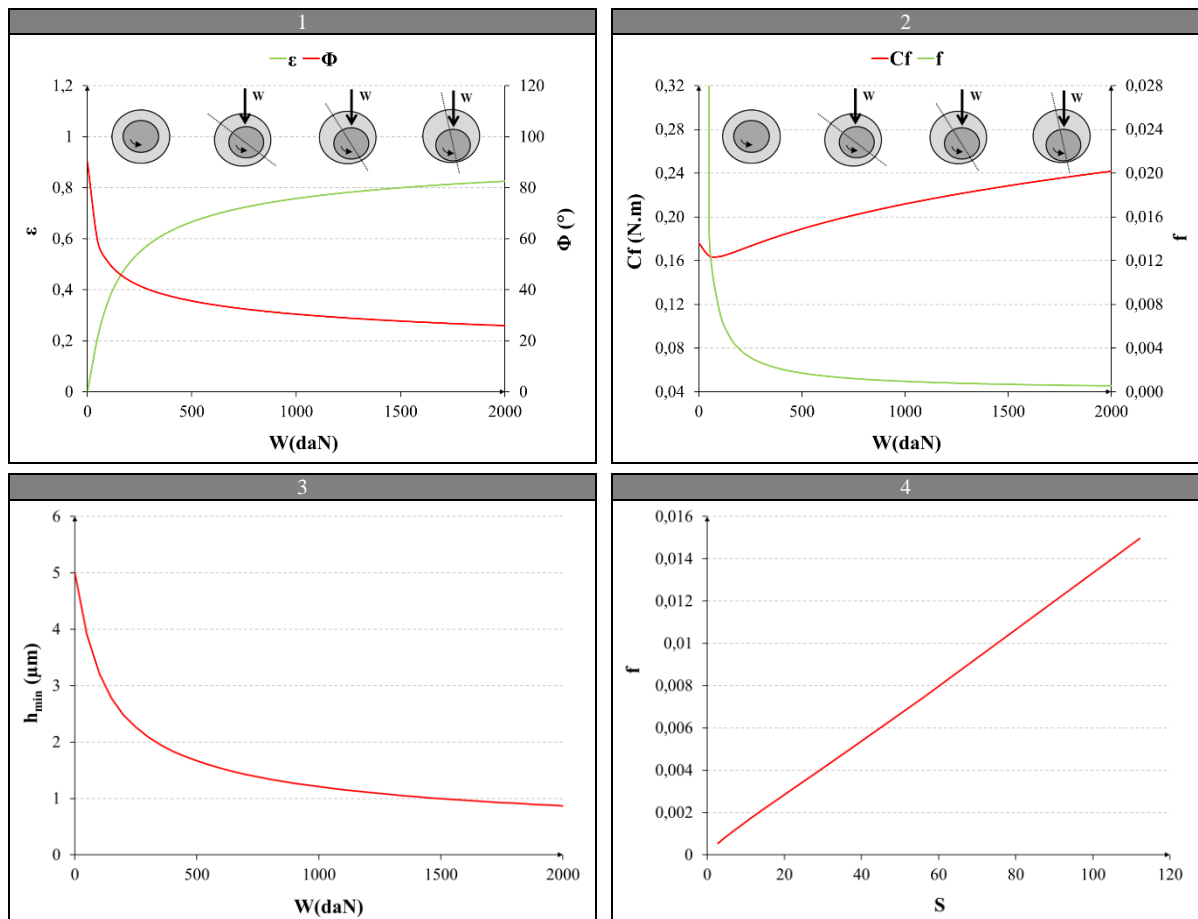 1
ε Φ
1,2 120
W W W
1 100
0,8 80
ε Φ (°)
0,6 60
0,4 40
0,2 20
0 0
0 500 1000 1500 2000
W(daN)
2
Cf f
0,32 0,028
W W W
0,28 0,024
0,24 0,020
0,20 0,016
Cf (N.m) f
0,16 0,012
0,12 0,008
0,08 0,004
0,04 0,000
0 500 1000 1500 2000
W(daN)
3
6
5
4
h_min (µm)
3
2
1
0
0 500 1000 1500 2000
W(daN)
4
0,016
0,014
0,012
0,01
f
0,008
0,006
0,004
0,002
0
0 20 40 60 80 100 120
S